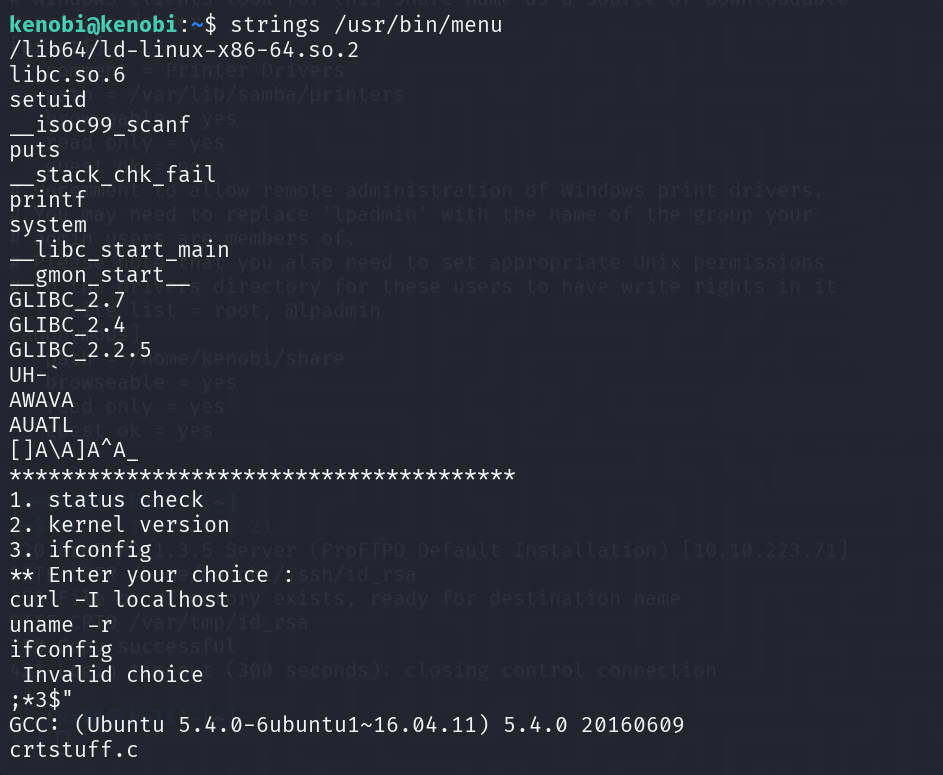 kenobi@kenobi:~$ strings /usr/bin/menu
/lib64/ld-linux-x86-64.so.2
libc.so.6
setuid
__isoc99_scanf
puts
__stack_chk_fail
printf
system
__libc_start_main
__gmon_start__
GLIBC_2.7
GLIBC_2.4
GLIBC_2.2.5
UH-`
AWAVA
AUATL
[]A\A]A^A_
***************************************
1. status check
2. kernel version
3. ifconfig
** Enter your choice :
curl -I localhost
uname -r
ifconfig
 Invalid choice
;*3$"
GCC: (Ubuntu 5.4.0-6ubuntu1~16.04.11) 5.4.0 20160609
crtstuff.c